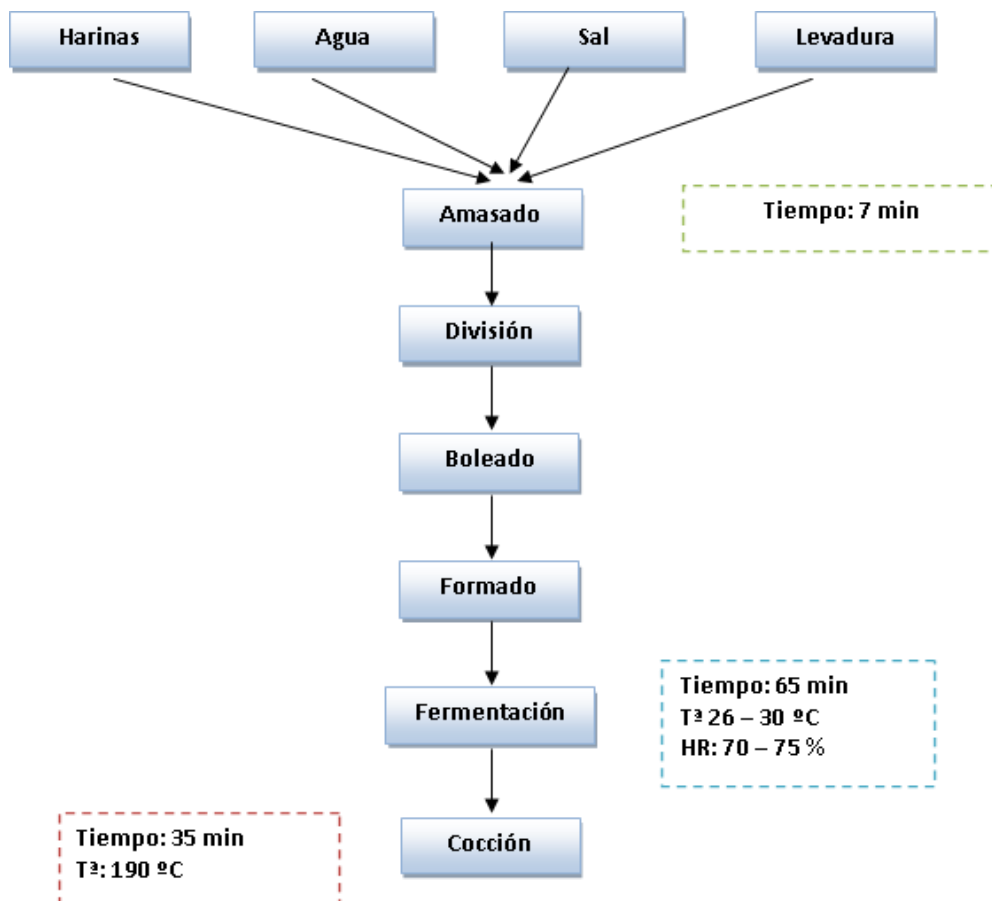 Harinas
Agua
Sal
Levadura
Amasado
Tiempo: 7 min
División
Boleado
Formado
Fermentación
Tiempo: 65 min
Tª 26 – 30 ºC
HR: 70 – 75 %
Cocción
Tiempo: 35 min
Tª: 190 ºC